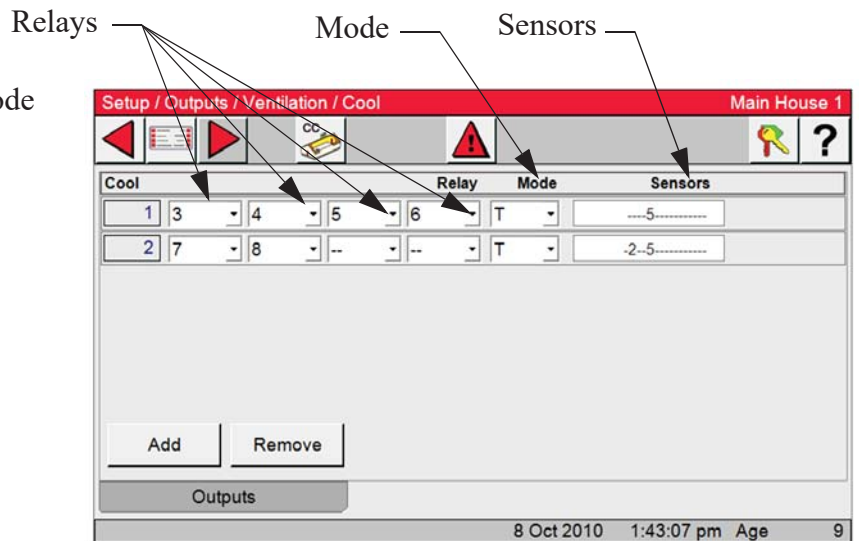 Relays Mode Sensors
ode
Setup / Outputs / Ventilation / Cool Main House 1
CC ?
Cool Relay Mode Sensors
1 3 4 5 6 T ----5-----------
2 7 8 -- -- T -2--5-----------
Add Remove
Outputs
8 Oct 2010 1:43:07 pm Age 9